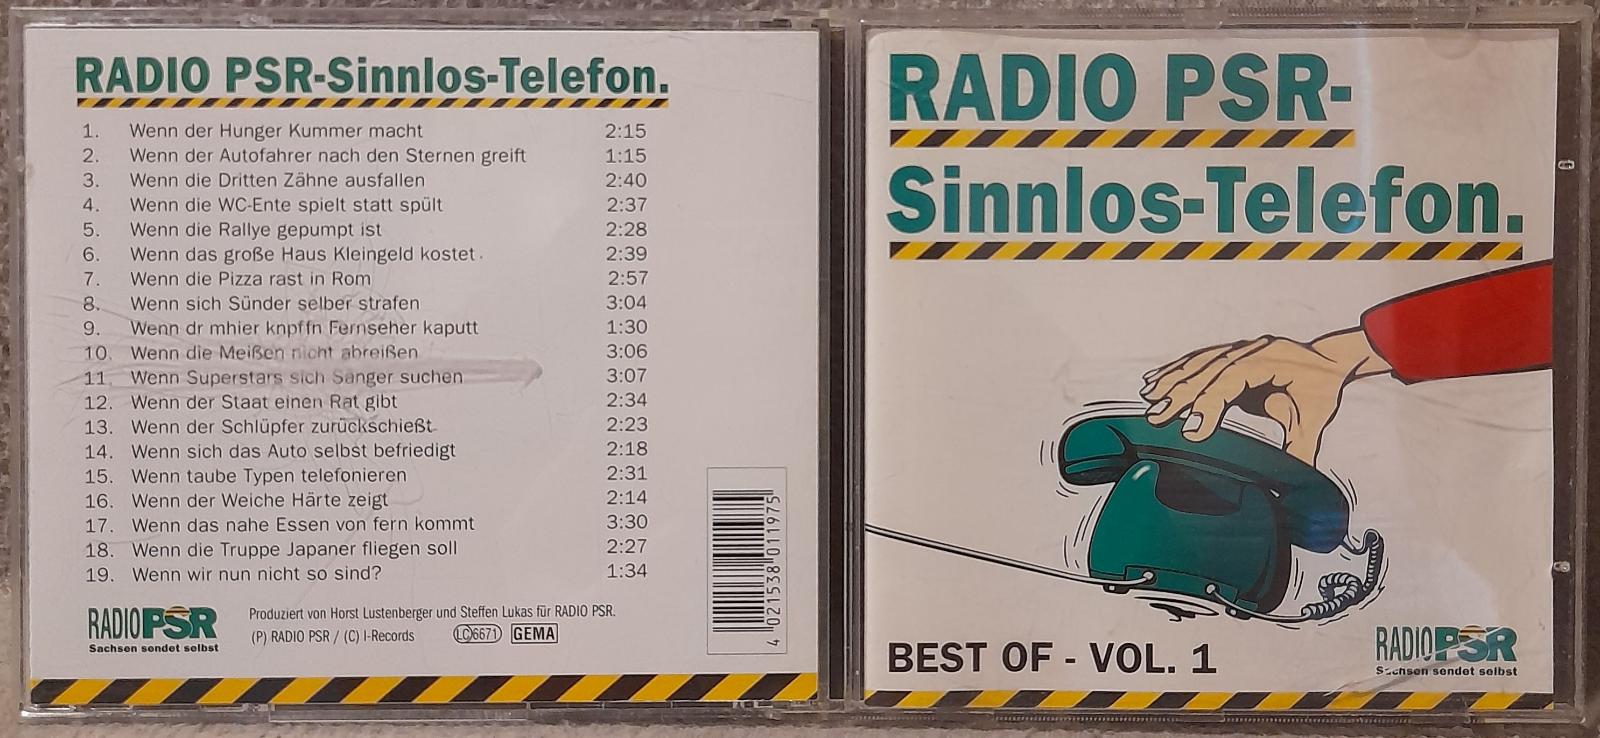 RADIO PSR-Sinnlos-Telefon.
1. Wenn der Hunger Kummer macht 2:15
2. Wenn der Autofahrer nach den Sternen greift 1:15
3. Wenn die Dritten Zähne ausfallen 2:40
4. Wenn die WC-Ente spielt statt spült 2:37
5. Wenn die Rallye gepumpt ist 2:28
6. Wenn das große Haus Kleingeld kostet 2:39
7. Wenn die Pizza rast in Rom 2:57
8. Wenn sich Sünder selber strafen 3:04
9. Wenn dr mhier knpffn Fernseher kaputt 1:30
10. Wenn die Meißen nicht abreißen 3:06
11. Wenn Superstars sich Sänger suchen 3:07
12. Wenn der Staat einen Rat gibt 2:34
13. Wenn der Schlüpfer zurückschießt 2:23
14. Wenn sich das Auto selbst befriedigt 2:18
15. Wenn taube Typen telefonieren 2:31
16. Wenn der Weiche Härte zeigt 2:14
17. Wenn das nahe Essen von fern kommt 3:30
18. Wenn die Truppe Japaner fliegen soll 2:27
19. Wenn wir nun nicht so sind? 1:34
RADIO PSR
Sachsen sendet selbst
Produziert von Horst Lustenberger und Steffen Lukas für RADIO PSR.
(P) RADIO PSR / (C) I-Records LC 6671 GEMA
4 021538 011975
RADIO PSR-
Sinnlos-Telefon.
BEST OF - VOL. 1
RADIO PSR
Sachsen sendet selbst